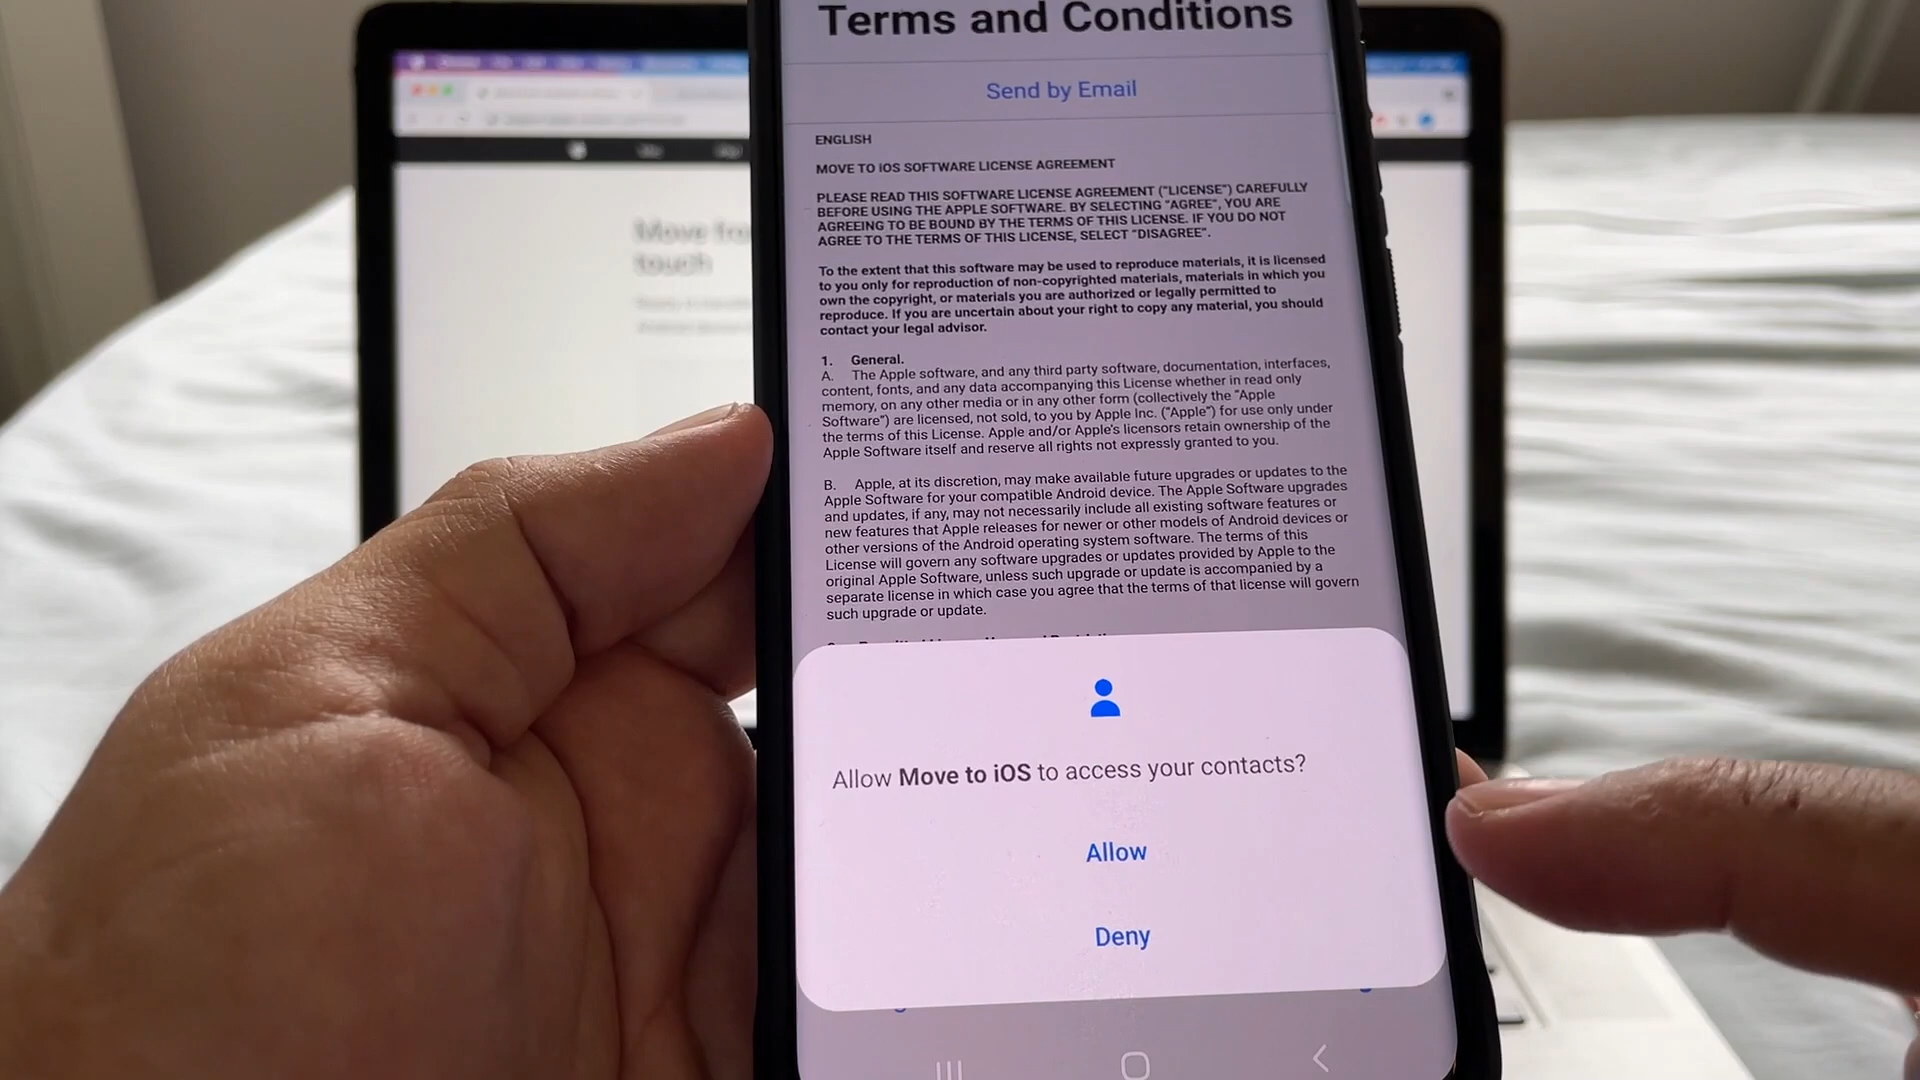 Terms and Conditions
Send by Email
ENGLISH
MOVE TO iOS SOFTWARE LICENSE AGREEMENT
PLEASE READ THIS SOFTWARE LICENSE AGREEMENT ("LICENSE") CAREFULLY
BEFORE USING THE APPLE SOFTWARE. BY SELECTING "AGREE", YOU ARE
AGREEING TO BE BOUND BY THE TERMS OF THIS LICENSE. IF YOU DO NOT
AGREE TO THE TERMS OF THIS LICENSE, SELECT "DISAGREE".
To the extent that this software may be used to reproduce materials, it is licensed
to you only for reproduction of non-copyrighted materials, materials in which you
own the copyright, or materials you are authorized or legally permitted to
reproduce. If you are uncertain about your right to copy any material, you should
contact your legal advisor.
1. General.
A. The Apple software, and any third party software, documentation, interfaces,
content, fonts, and any data accompanying this License whether in read only
memory, on any other media or in any other form (collectively the "Apple
Software") are licensed, not sold, to you by Apple Inc. ("Apple") for use only under
the terms of this License. Apple and/or Apple's licensors retain ownership of the
Apple Software itself and reserve all rights not expressly granted to you.
B. Apple, at its discretion, may make available future upgrades or updates to the
Apple Software for your compatible Android device. The Apple Software upgrades
and updates, if any, may not necessarily include all existing software features or
new features that Apple releases for newer or other models of Android devices or
other versions of the Android operating system software. The terms of this
License will govern any software upgrades or updates provided by Apple to the
original Apple Software, unless such upgrade or update is accompanied by a
separate license in which case you agree that the terms of that license will govern
such upgrade or update.
Allow Move to iOS to access your contacts?
Allow
Deny
Move
touch